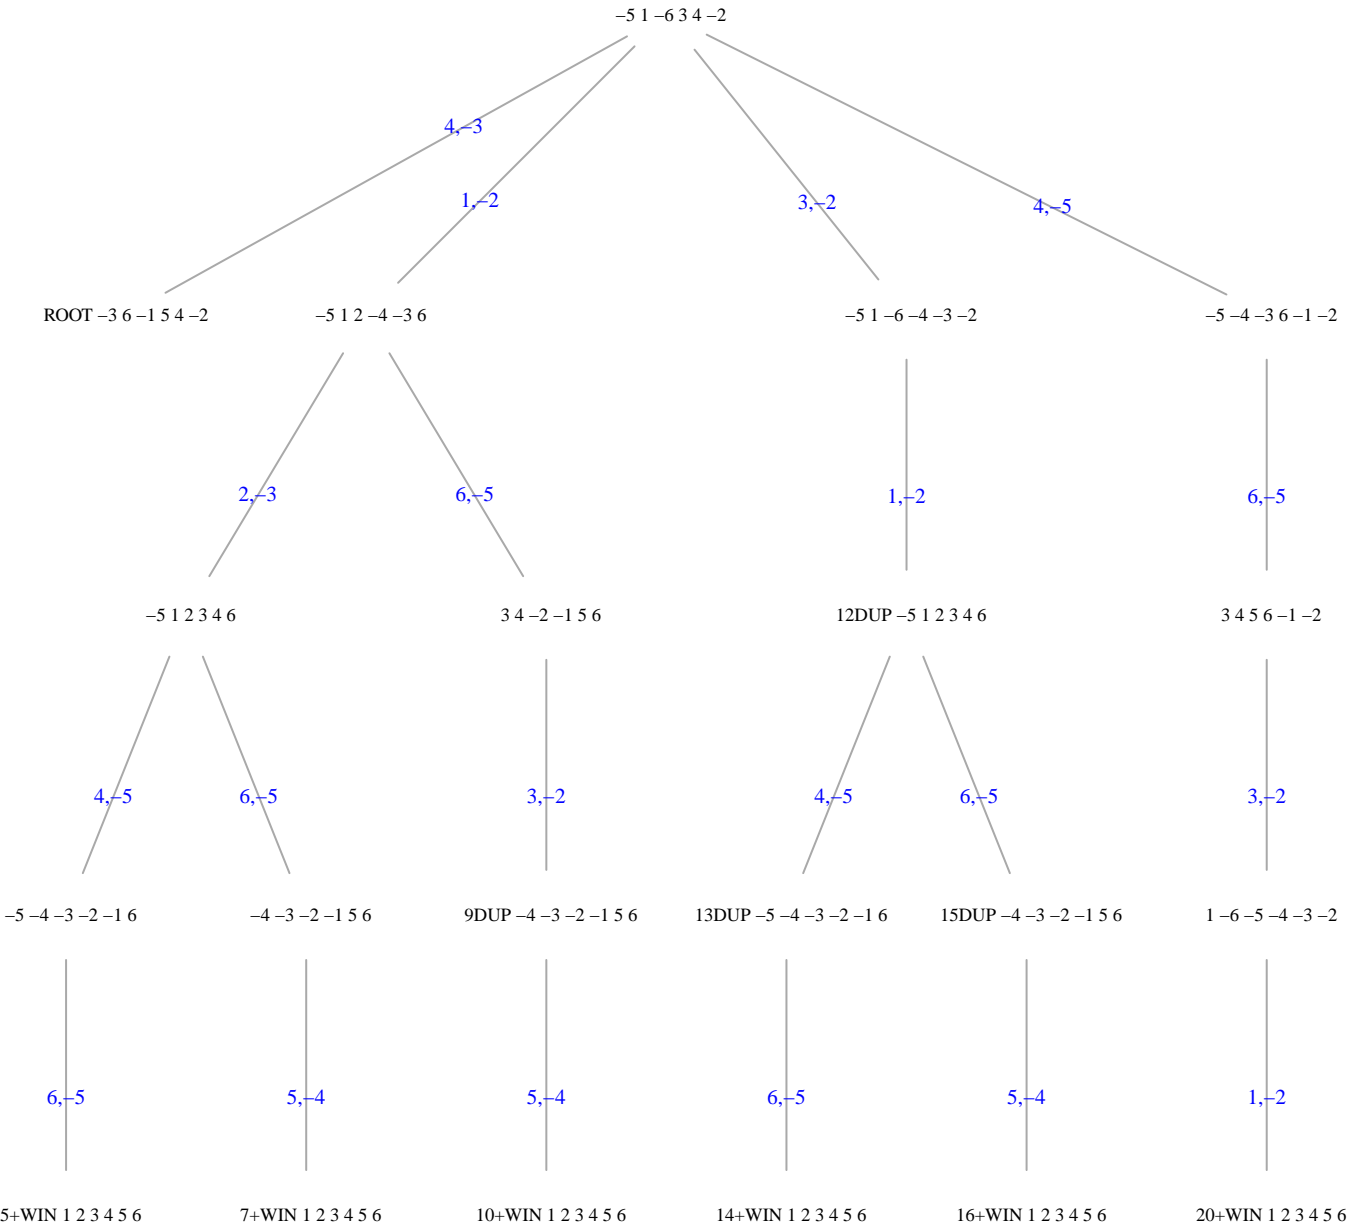 –5 1 –6 3 4 –2
4,–3
1,–2
3,–2
4,–5
ROOT –3 6 –1 5 4 –2
–5 1 2 –4 –3 6
–5 1 –6 –4 –3 –2
–5 –4 –3 6 –1 –2
2,–3
6,–5
1,–2
6,–5
–5 1 2 3 4 6
3 4 –2 –1 5 6
12DUP –5 1 2 3 4 6
3 4 5 6 –1 –2
4,–5
6,–5
3,–2
4,–5
6,–5
3,–2
–5 –4 –3 –2 –1 6
–4 –3 –2 –1 5 6
9DUP –4 –3 –2 –1 5 6
13DUP –5 –4 –3 –2 –1 6
15DUP –4 –3 –2 –1 5 6
1 –6 –5 –4 –3 –2
6,–5
5,–4
5,–4
6,–5
5,–4
1,–2
5+WIN 1 2 3 4 5 6
7+WIN 1 2 3 4 5 6
10+WIN 1 2 3 4 5 6
14+WIN 1 2 3 4 5 6
16+WIN 1 2 3 4 5 6
20+WIN 1 2 3 4 5 6